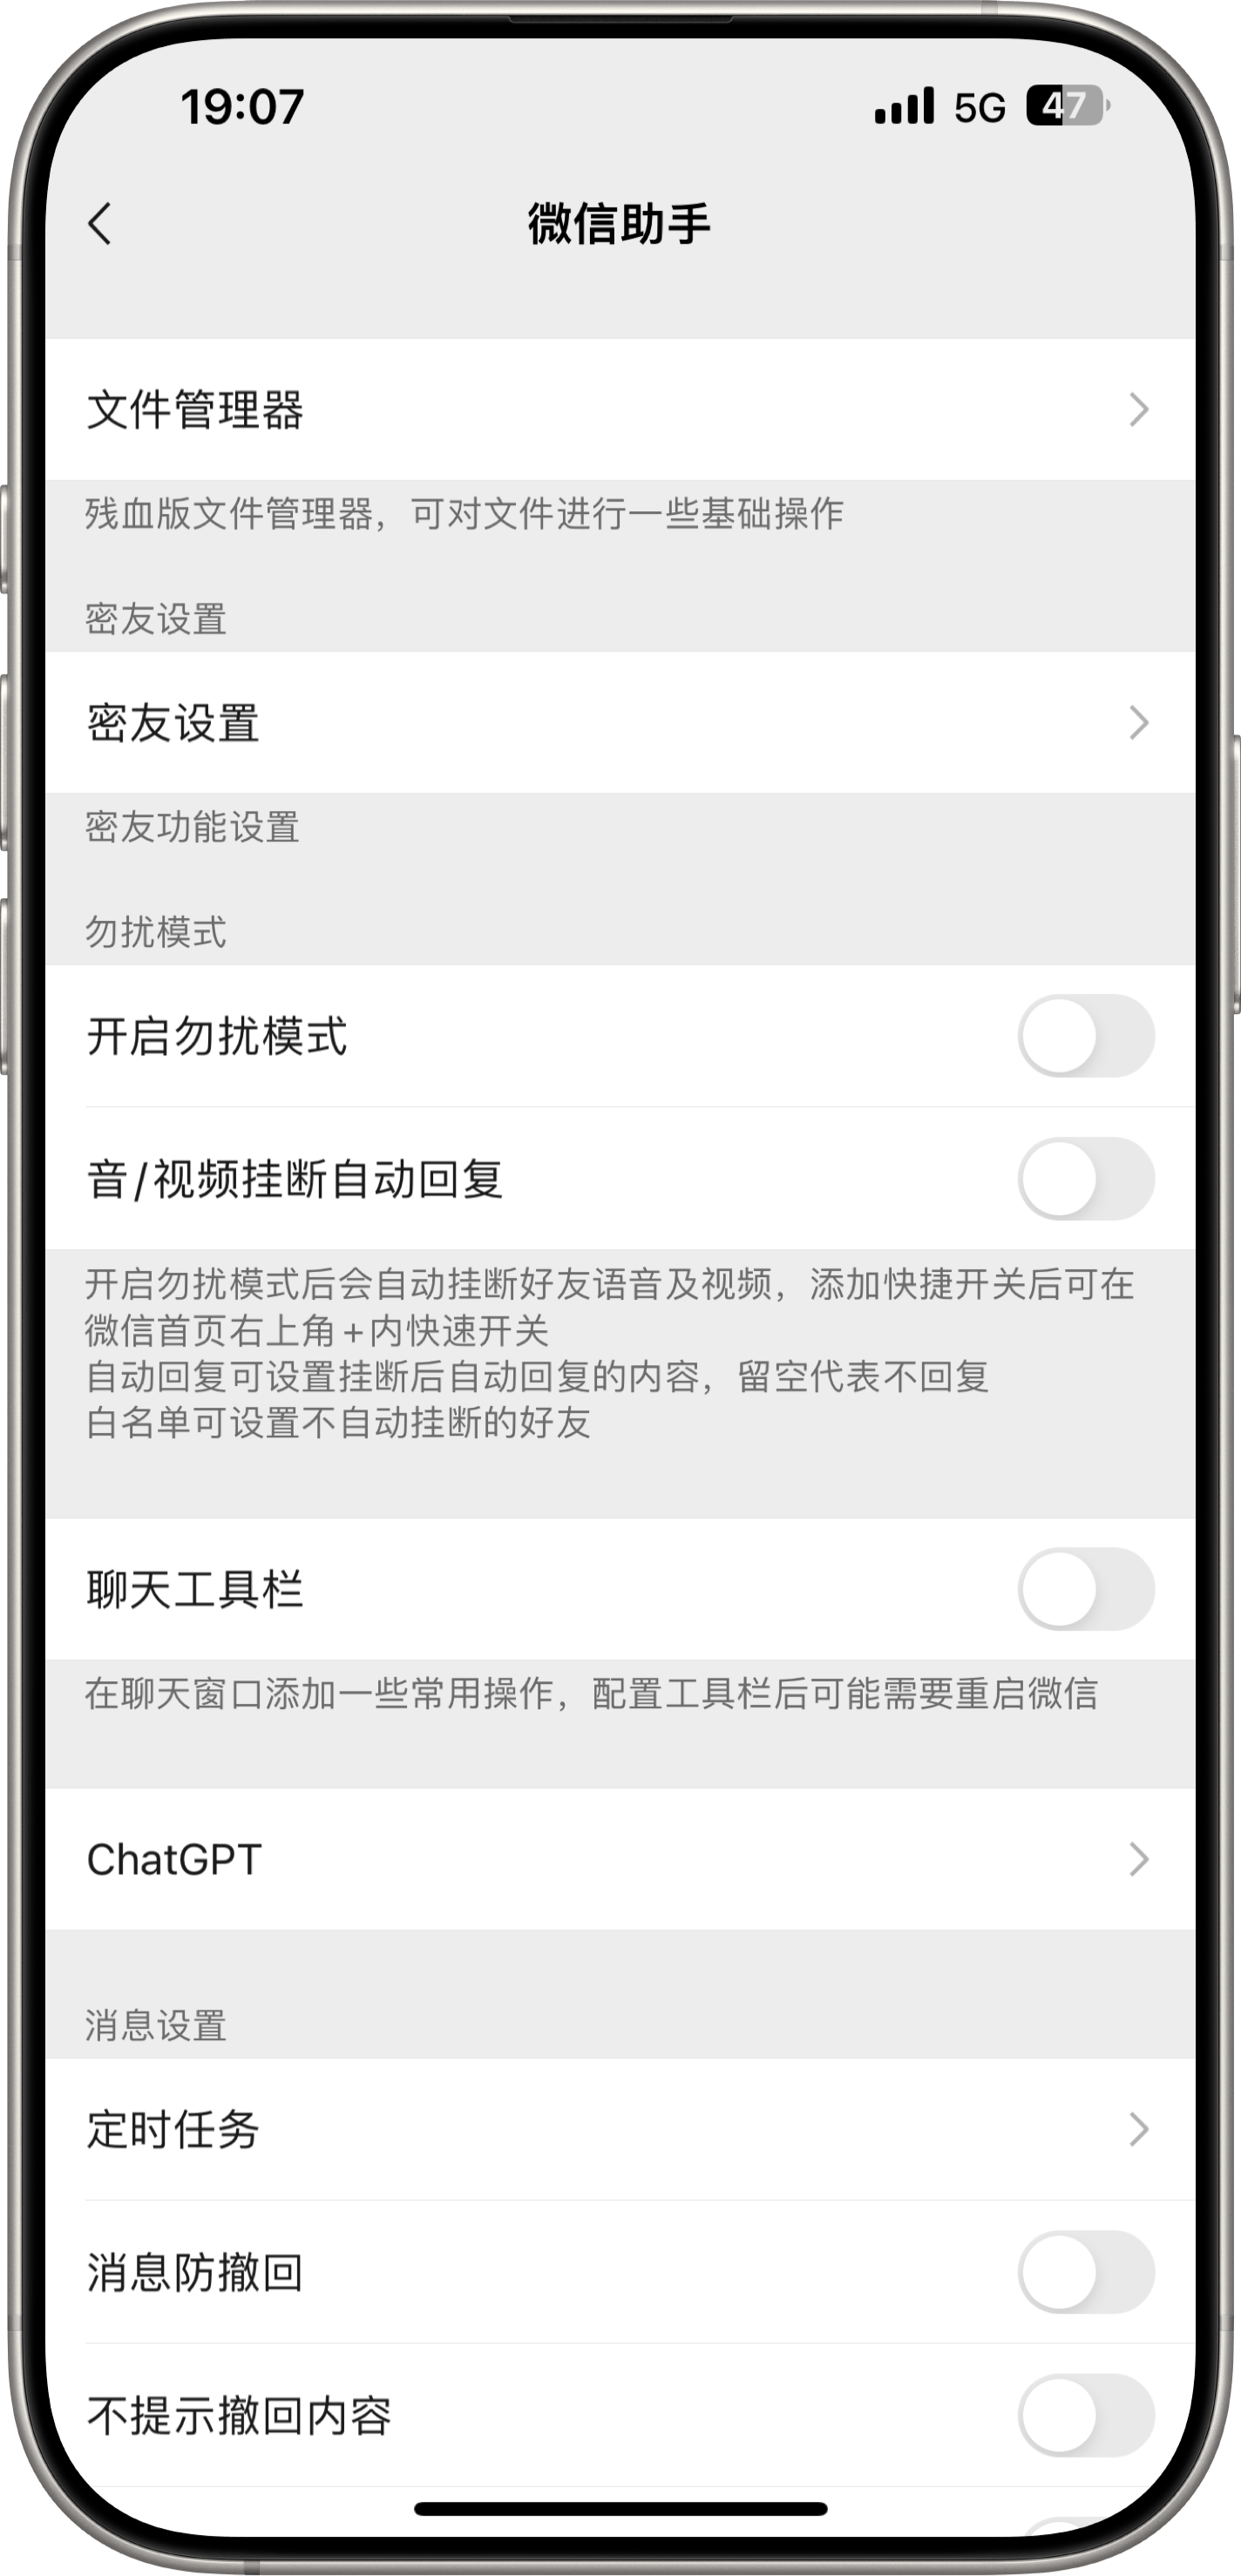 19:07
5G
47
微信助手
文件管理器
残血版文件管理器，可对文件进行一些基础操作
密友设置
密友设置
密友功能设置
勿扰模式
开启勿扰模式
音/视频挂断自动回复
开启勿扰模式后会自动挂断好友语音及视频，添加快捷开关后可在
微信首页右上角+内快速开关
自动回复可设置挂断后自动回复的内容，留空代表不回复
白名单可设置不自动挂断的好友
聊天工具栏
在聊天窗口添加一些常用操作，配置工具栏后可能需要重启微信
ChatGPT
消息设置
定时任务
消息防撤回
不提示撤回内容